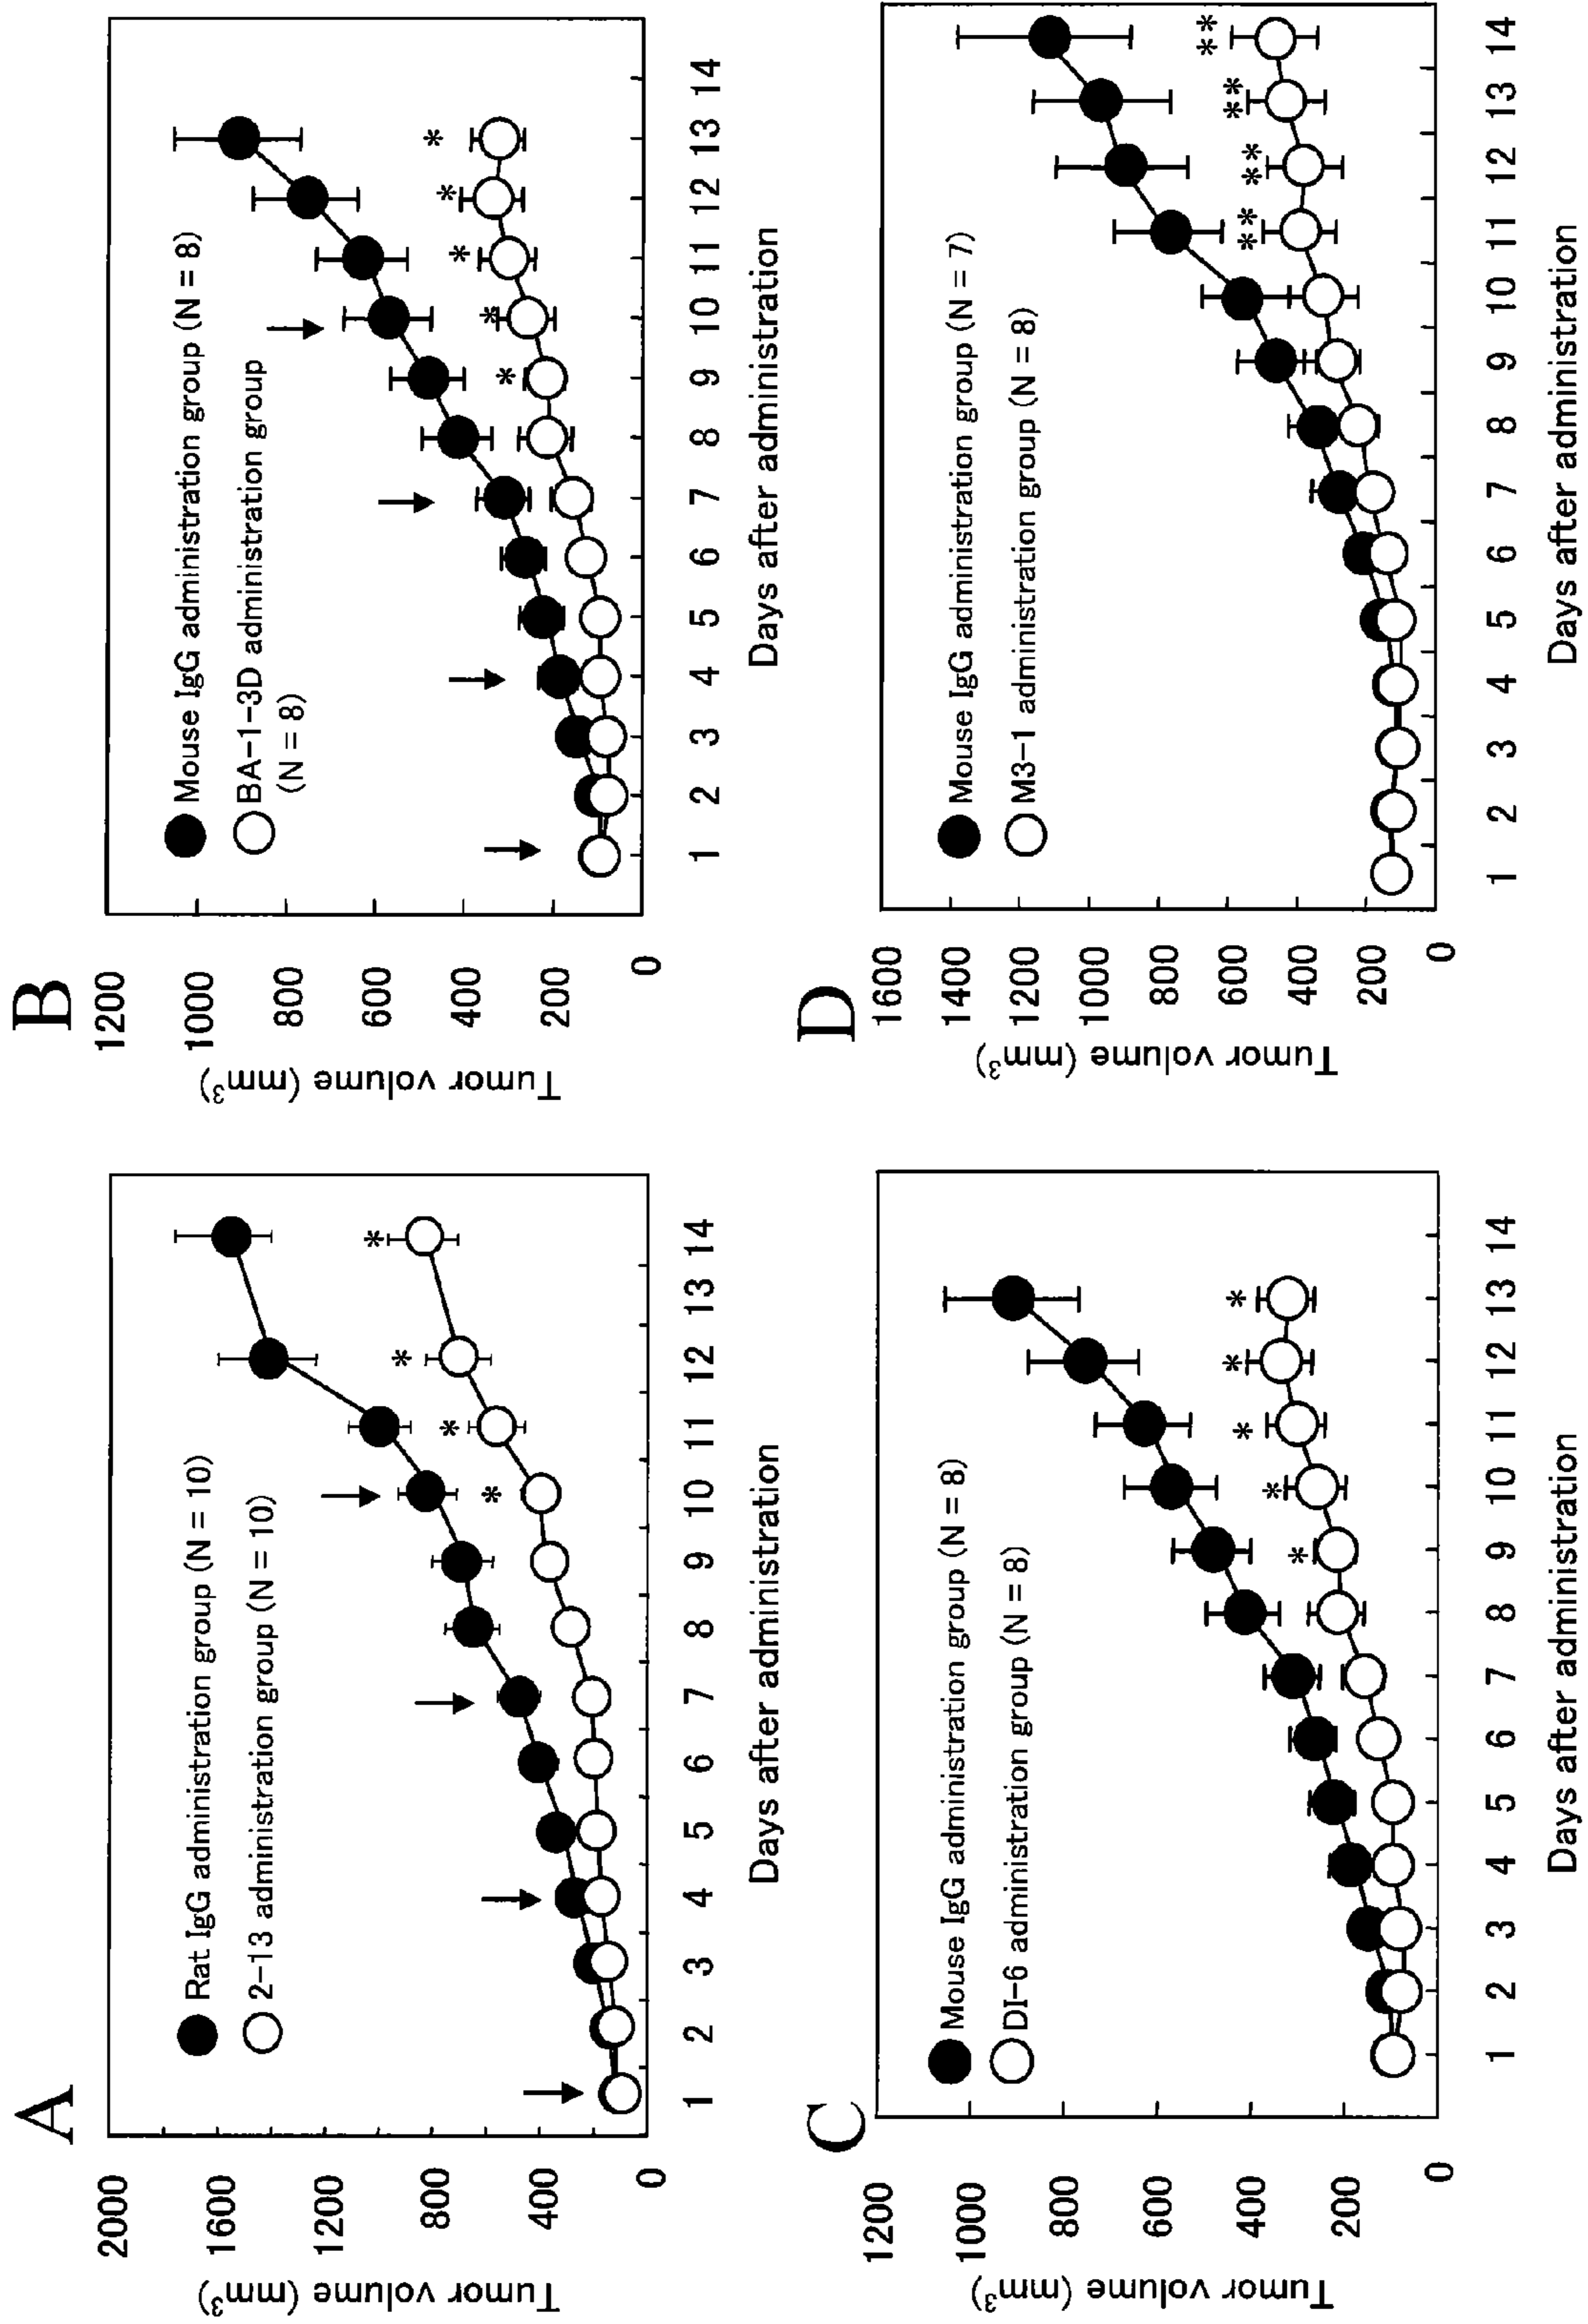 A
Tumor volume (mm³)
2000
1600
1200
800
400
0
● Rat IgG administration group (N = 10)
○ 2-13 administration group (N = 10)
* * * *
1 2 3 4 5 6 7 8 9 10 11 12 13 14
Days after administration
B
Tumor volume (mm³)
1200
1000
800
600
400
200
0
● Mouse IgG administration group (N = 8)
○ BA-1-3D administration group
(N = 8)
* * * * *
1 2 3 4 5 6 7 8 9 10 11 12 13 14
Days after administration
C
Tumor volume (mm³)
1200
1000
800
600
400
200
0
● Mouse IgG administration group (N = 8)
○ DI-6 administration group (N = 8)
* * * * *
1 2 3 4 5 6 7 8 9 10 11 12 13 14
Days after administration
D
Tumor volume (mm³)
1600
1400
1200
1000
800
600
400
200
0
● Mouse IgG administration group (N = 7)
○ M3-1 administration group (N = 8)
** ** ** **
1 2 3 4 5 6 7 8 9 10 11 12 13 14
Days after administration